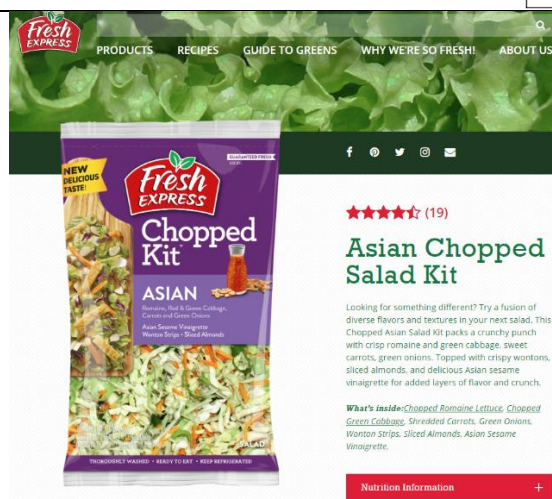 Fresh
EXPRESS
PRODUCTS RECIPES GUIDE TO GREENS WHY WE'RE SO FRESH! ABOUT US
NEW
DELICIOUS
TASTE!
GUARANTEED FRESH
Fresh
EXPRESS
Chopped
Kit
ASIAN
Romaine, Red & Green Cabbage,
Carrots and Green Onions
Asian Sesame Vinaigrette
Wonton Strips • Sliced Almonds
SALAD
THOROUGHLY WASHED • READY TO EAT • KEEP REFRIGERATED
(19)
Asian Chopped
Salad Kit
Looking for something different? Try a fusion of
diverse flavors and textures in your next salad. This
Chopped Asian Salad Kit packs a crunchy punch
with crisp romaine and green cabbage, sweet
carrots, green onions. Topped with crispy wontons,
sliced almonds, and delicious Asian sesame
vinaigrette for added layers of flavor and crunch.
What's inside:Chopped Romaine Lettuce, Chopped
Green Cabbage, Shredded Carrots, Green Onions,
Wonton Strips, Sliced Almonds, Asian Sesame
Vinaigrette.
Nutrition Information +